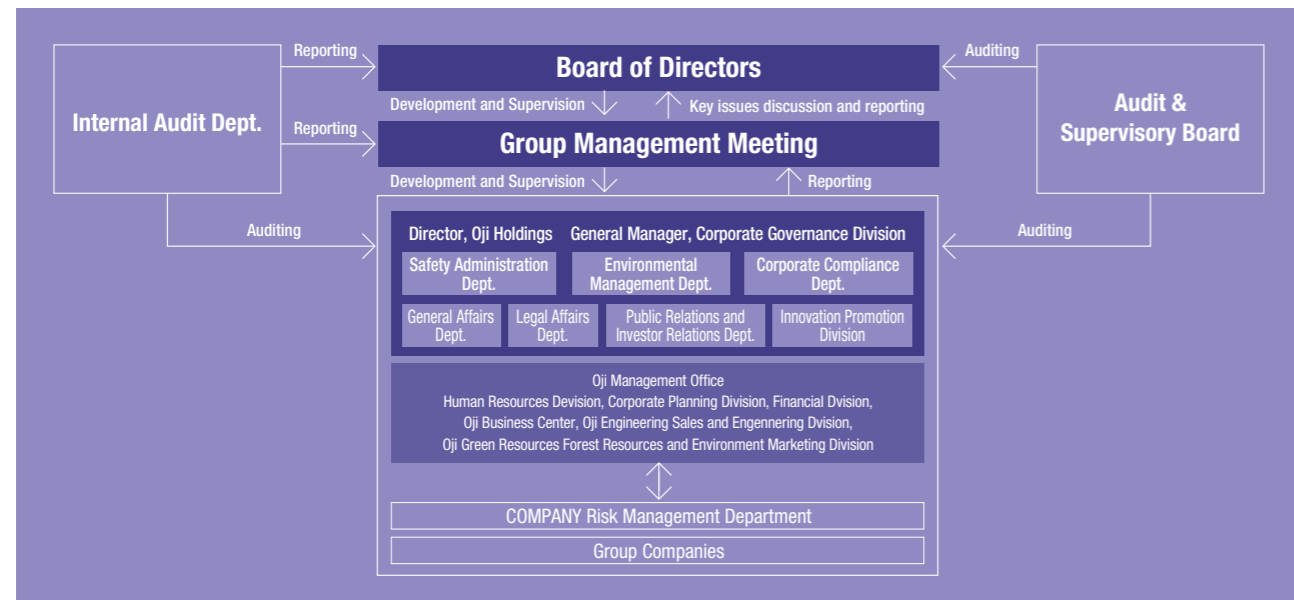 Reporting
Board of Directors
Auditing
Internal Audit Dept.
Development and Supervision
Key issues discussion and reporting
Audit &
Supervisory Board
Reporting
Group Management Meeting
Development and Supervision
Reporting
Auditing
Auditing
Director, Oji Holdings
General Manager, Corporate Governance Division
Safety Administration
Dept.
Environmental
Management Dept.
Corporate Compliance
Dept.
General Affairs
Dept.
Legal Affairs
Dept.
Public Relations and
Investor Relations Dept.
Innovation Promotion
Division
Oji Management Office
Human Resources Devision, Corporate Planning Division, Financial Dvision,
Oji Business Center, Oji Engineering Sales and Engennering Dvision,
Oji Green Resources Forest Resources and Environment Marketing Division
COMPANY Risk Management Department
Group Companies